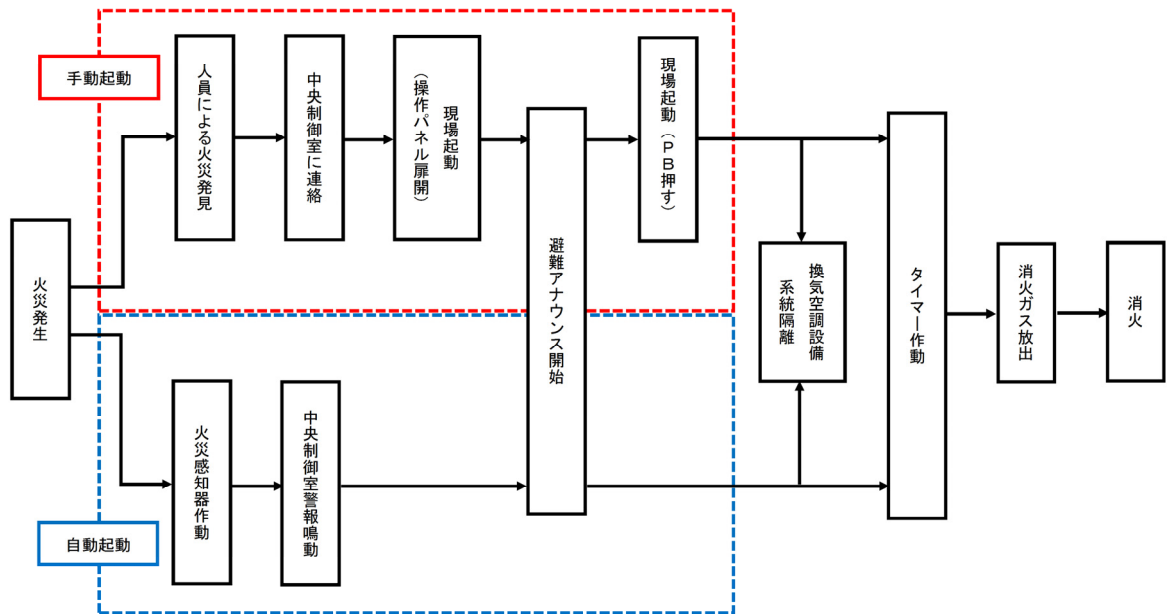 手動起動
人員による火災発見
中央制御室に連絡
現場起動
（操作パネル扉開）
現場起動（ＰＢ押す）
火災発生
避難アナウンス開始
換気空調設備
系統隔離
タイマー作動
消火ガス放出
消火
火災感知器作動
中央制御室警報鳴動
自動起動